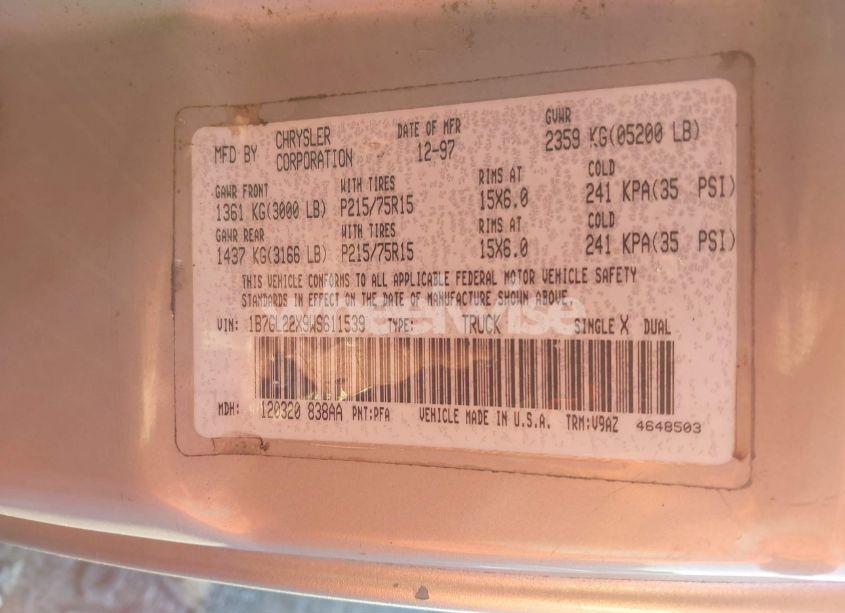 MFD BY CHRYSLER CORPORATION DATE OF MFR 12-97 GVWR 2359 KG(05200 LB)
GAWR FRONT WITH TIRES RIMS AT COLD
1361 KG(3000 LB) P215/75R15 15X6.0 241 KPA(35 PSI)
GAWR REAR WITH TIRES RIMS AT COLD
1437 KG(3166 LB) P215/75R15 15X6.0 241 KPA(35 PSI)
THIS VEHICLE CONFORMS TO ALL APPLICABLE FEDERAL MOTOR VEHICLE SAFETY
STANDARDS IN EFFECT ON THE DATE OF MANUFACTURE SHOWN ABOVE.
VIN: 1B7GL22X9WS611539 TYPE: TRUCK SINGLE X DUAL
MDH: 120320 838AA PNT:PFA VEHICLE MADE IN U.S.A. TRM:V9AZ 4648503